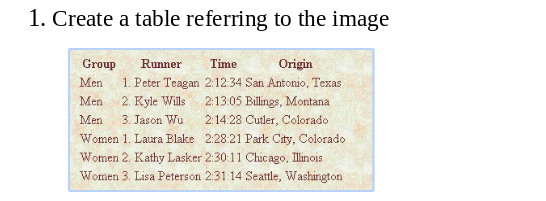 1. Create a table referring to the image
Group Runner Time Origin
Men 1. Peter Teagan 2:12:34 San Antonio, Texas
Men 2. Kyle Wills 2:13:05 Billings, Montana
Men 3. Jason Wu 2:14:28 Cutler, Colorado
Women 1. Laura Blake 2:28:21 Park City, Colorado
Women 2. Kathy Lasker 2:30:11 Chicago, Illinois
Women 3. Lisa Peterson 2:31:14 Seattle, Washington